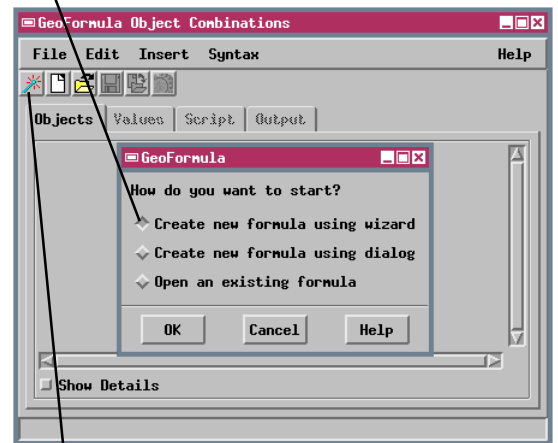 GeoFormula Object Combinations
File Edit Insert Syntax Help
Objects Values Script Output
GeoFormula
How do you want to start?
Create new formula using wizard
Create new formula using dialog
Open an existing formula
OK Cancel Help
Show Details